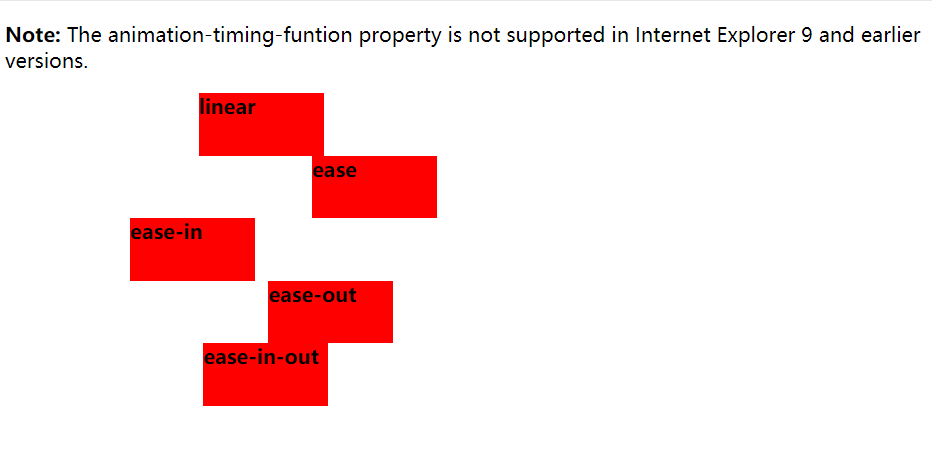 Note: The animation-timing-funtion property is not supported in Internet Explorer 9 and earlier
versions.
linear
ease
ease-in
ease-out
ease-in-out